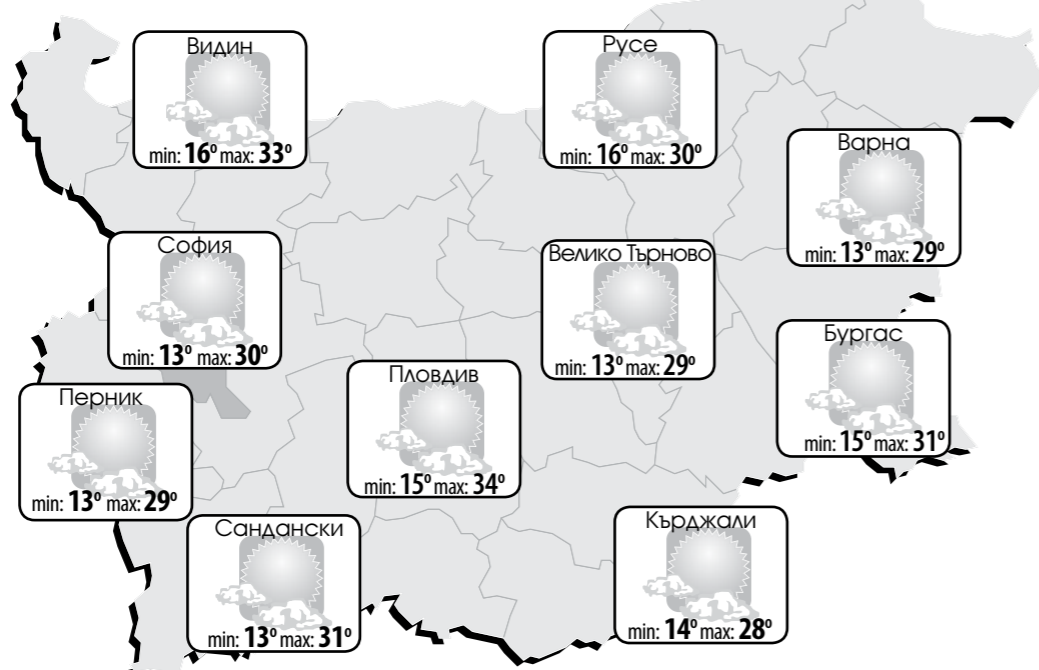 Видин
min: 16° max: 33°
Русе
min: 16° max: 30°
Варна
min: 13° max: 29°
София
min: 13° max: 30°
Велико Търново
min: 13° max: 29°
Бургас
min: 15° max: 31°
Пловдив
min: 15° max: 34°
Перник
min: 13° max: 29°
Сандански
min: 13° max: 31°
Кърджали
min: 14° max: 28°